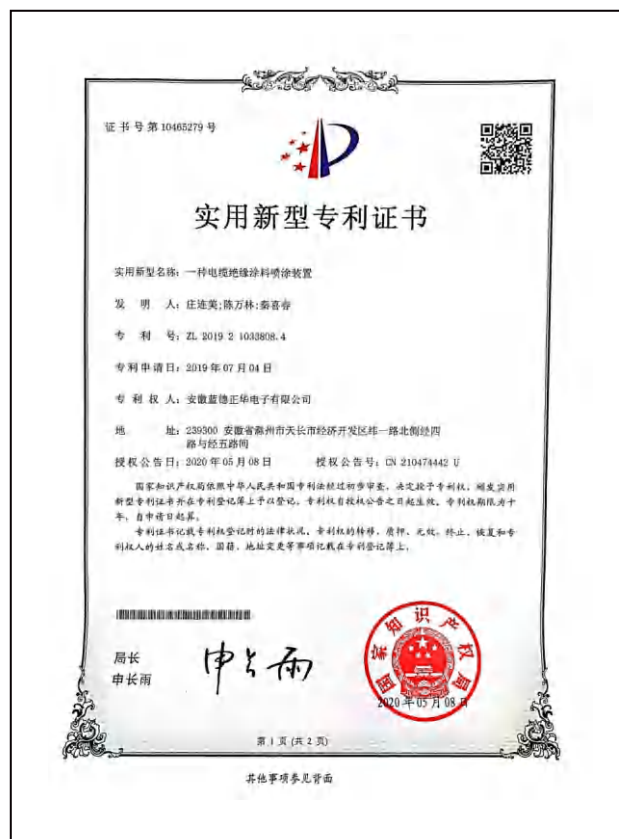 证书号第10465279号
实用新型专利证书
实用新型名称：一种电缆绝缘涂料喷涂装置
发 明 人：庄连英;陈万林;秦喜春
专 利 号：ZL 2019 2 1033808.4
专利申请日：2019年07月04日
专 利 权 人：安徽蓝德正华电子有限公司
地 址：239300 安徽省滁州市天长市经济开发区纬一路北侧经四
路与经五路间
授权公告日：2020年05月08日 授权公告号：CN 210474442 U
国家知识产权局依照中华人民共和国专利法经过初步审查，决定授予专利权，颁发实用
新型专利证书并在专利登记簿上予以登记。专利权自授权公告之日起生效。专利权期限为十
年，自申请日起算。
专利证书记载专利权登记时的法律状况。专利权的转移、质押、无效、终止、恢复和专
利权人的姓名或名称、国籍、地址变更等事项记载在专利登记簿上。
局长
申长雨
申长雨
国家知识产权局
2020年05月08日
第 1 页 (共 2 页)
其他事项参见背面